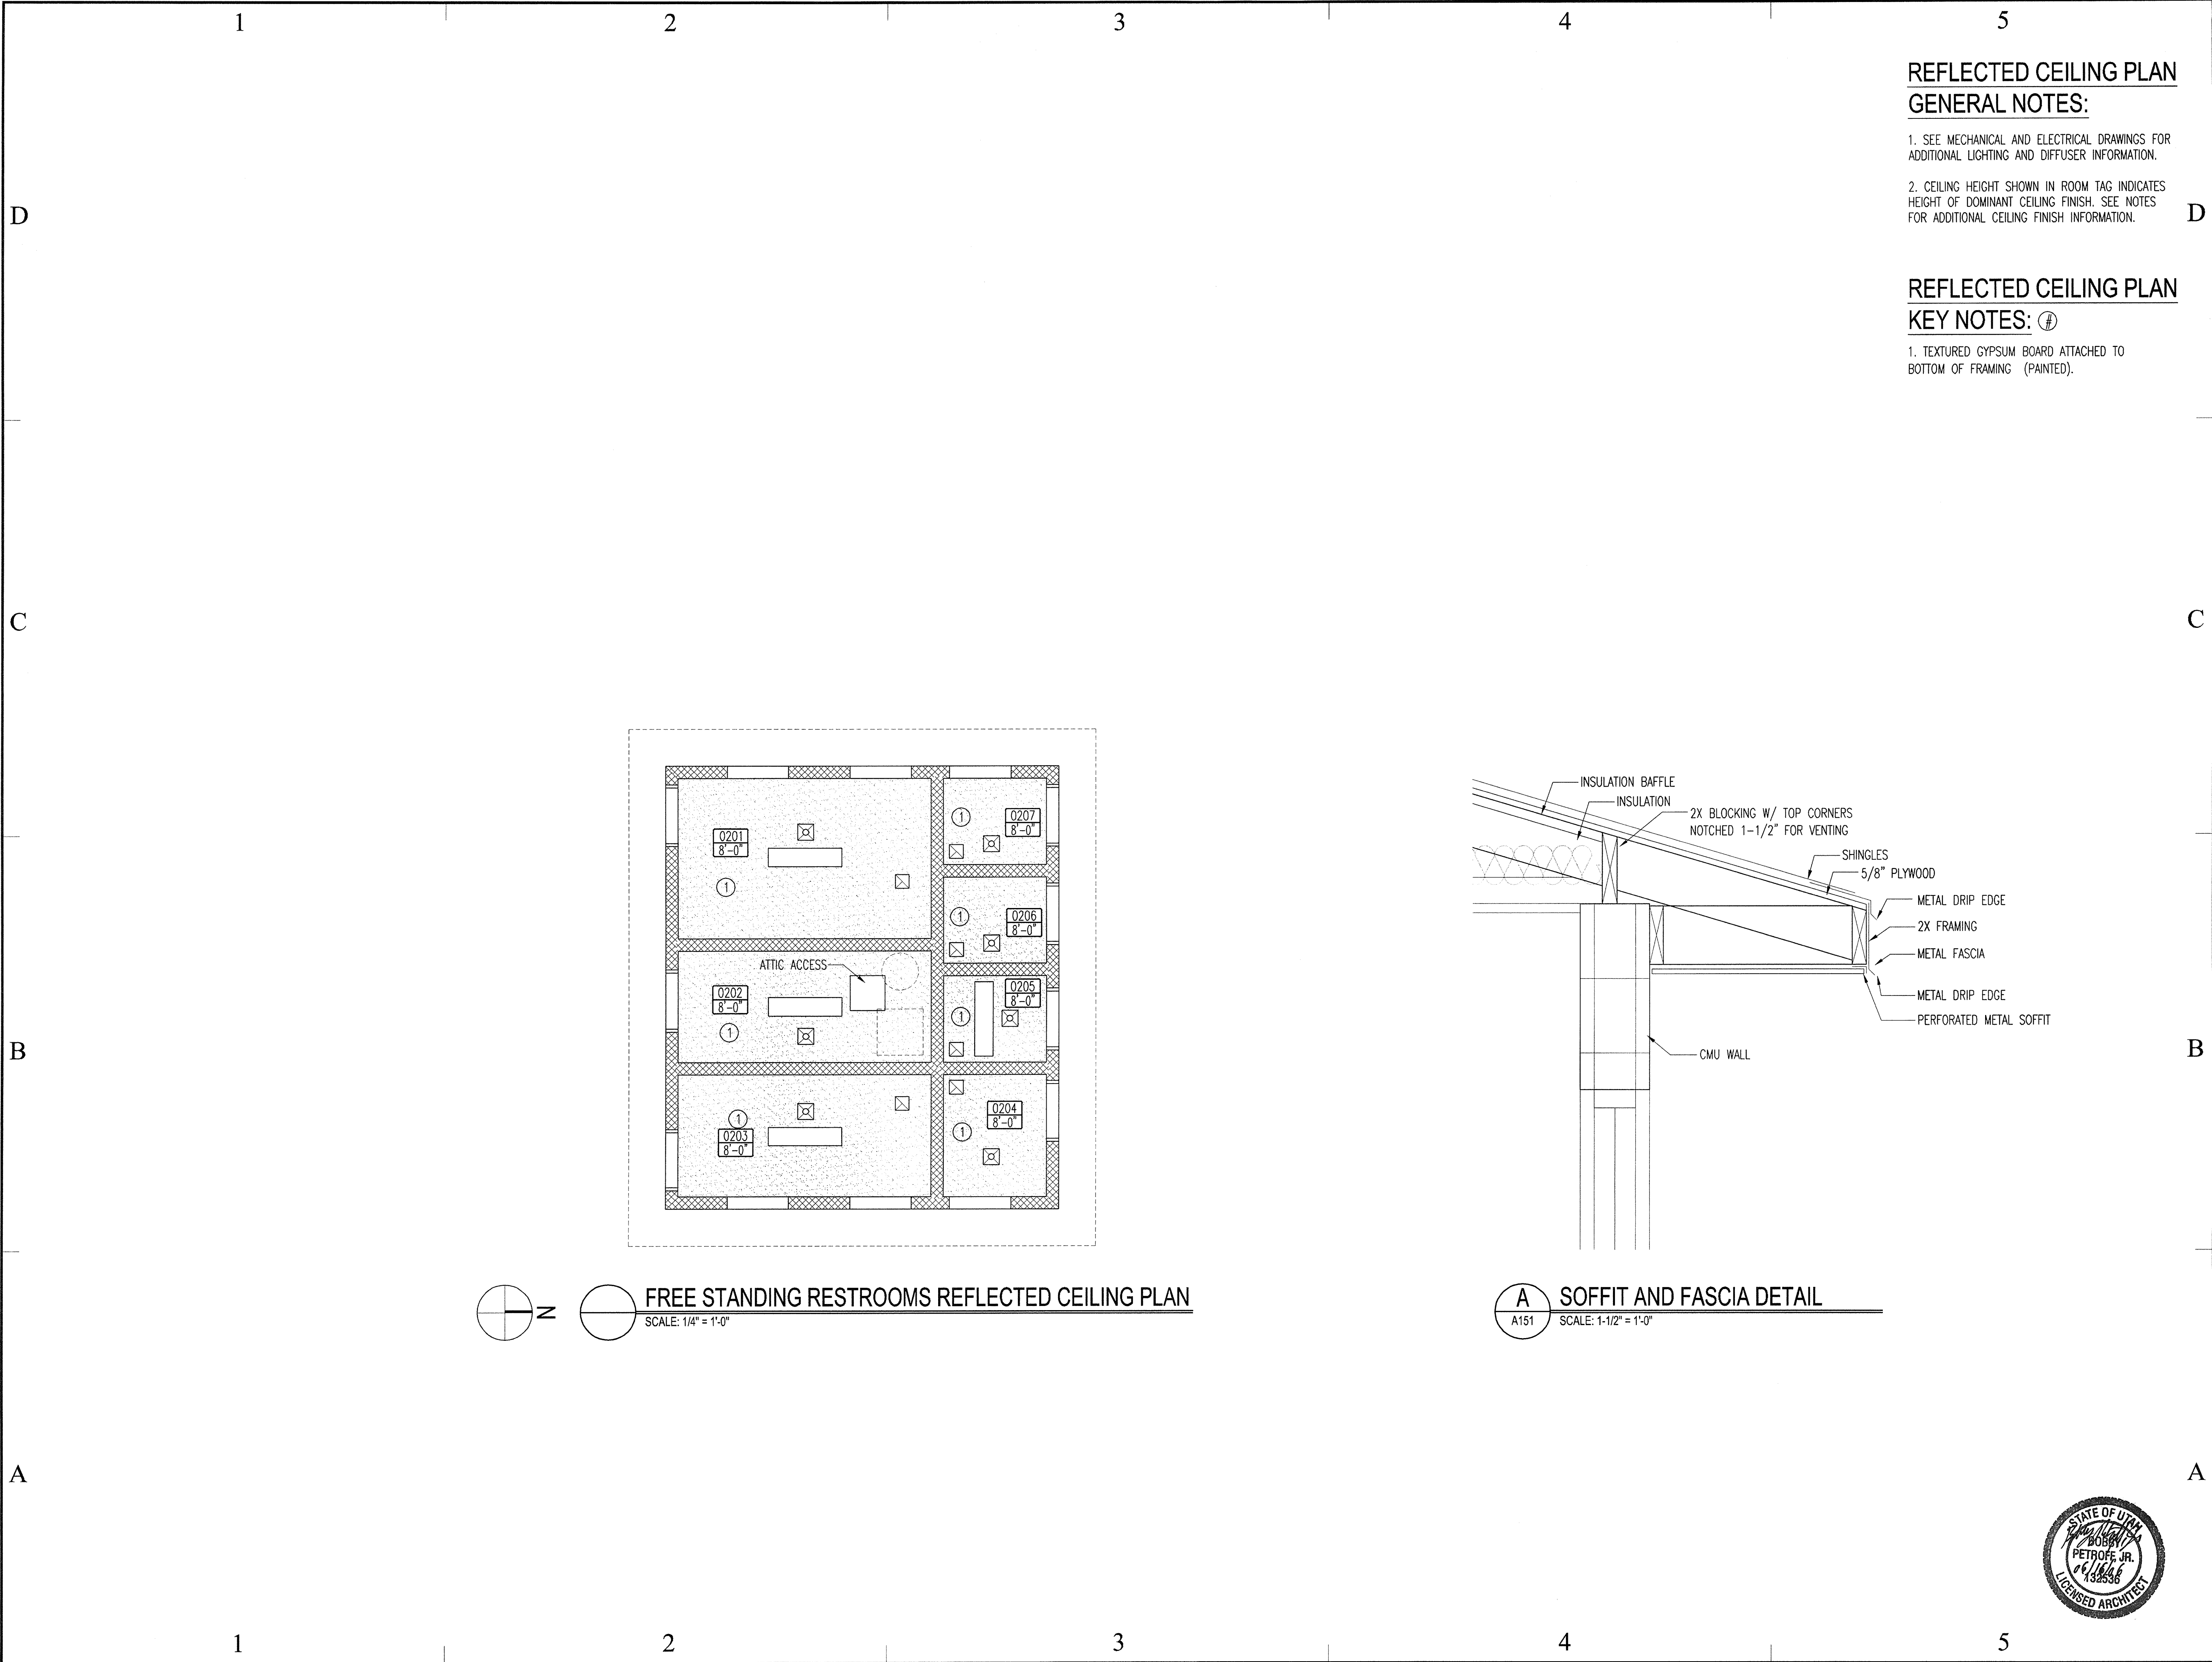 1 2 3 4 5
REFLECTED CEILING PLAN
GENERAL NOTES:
1. SEE MECHANICAL AND ELECTRICAL DRAWINGS FOR
ADDITIONAL LIGHTING AND DIFFUSER INFORMATION.
2. CEILING HEIGHT SHOWN IN ROOM TAG INDICATES
HEIGHT OF DOMINANT CEILING FINISH. SEE NOTES
FOR ADDITIONAL CEILING FINISH INFORMATION.
D D
REFLECTED CEILING PLAN
KEY NOTES: #
1. TEXTURED GYPSUM BOARD ATTACHED TO
BOTTOM OF FRAMING (PAINTED).
C C
0201
8'-0"
1
1
0207
8'-0"
1
0206
8'-0"
ATTIC ACCESS
0202
8'-0"
1
0205
8'-0"
1
1
0203
8'-0"
0204
8'-0"
1
INSULATION BAFFLE
INSULATION
2X BLOCKING W/ TOP CORNERS
NOTCHED 1-1/2" FOR VENTING
SHINGLES
5/8" PLYWOOD
METAL DRIP EDGE
2X FRAMING
METAL FASCIA
METAL DRIP EDGE
PERFORATED METAL SOFFIT
CMU WALL
B B
N
FREE STANDING RESTROOMS REFLECTED CEILING PLAN
SCALE: 1/4" = 1'-0"
A
A151
SOFFIT AND FASCIA DETAIL
SCALE: 1-1/2" = 1'-0"
A A
STATE OF UTAH
BOBBY
PETROFF, JR.
06/16/06
132536
LICENSED ARCHITECT
1 2 3 4 5